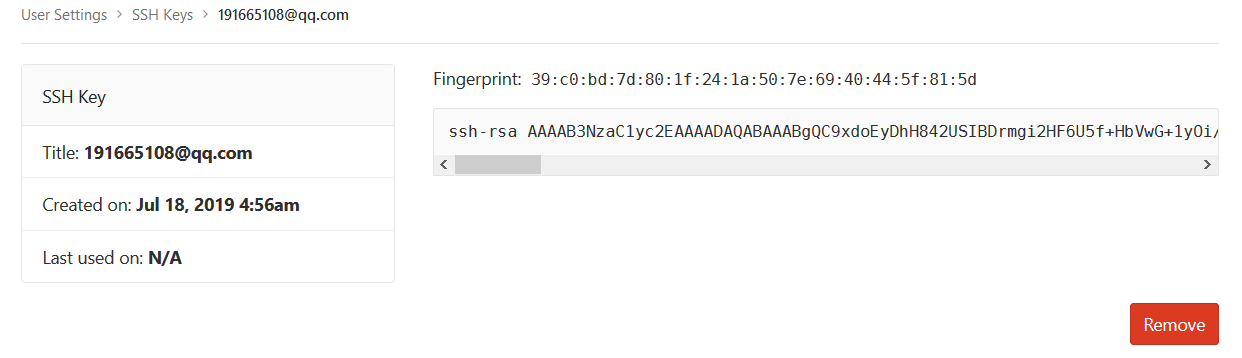 User Settings > SSH Keys > 191665108@qq.com
SSH Key
Title: 191665108@qq.com
Created on: Jul 18, 2019 4:56am
Last used on: N/A
Fingerprint: 39:c0:bd:7d:80:1f:24:1a:50:7e:69:40:44:5f:81:5d
ssh-rsa AAAAB3NzaC1yc2EAAAADAQABAAABgQC9xdoEyDhH842USIBDrmgi2HF6U5f+HbVwG+1yOi/
Remove